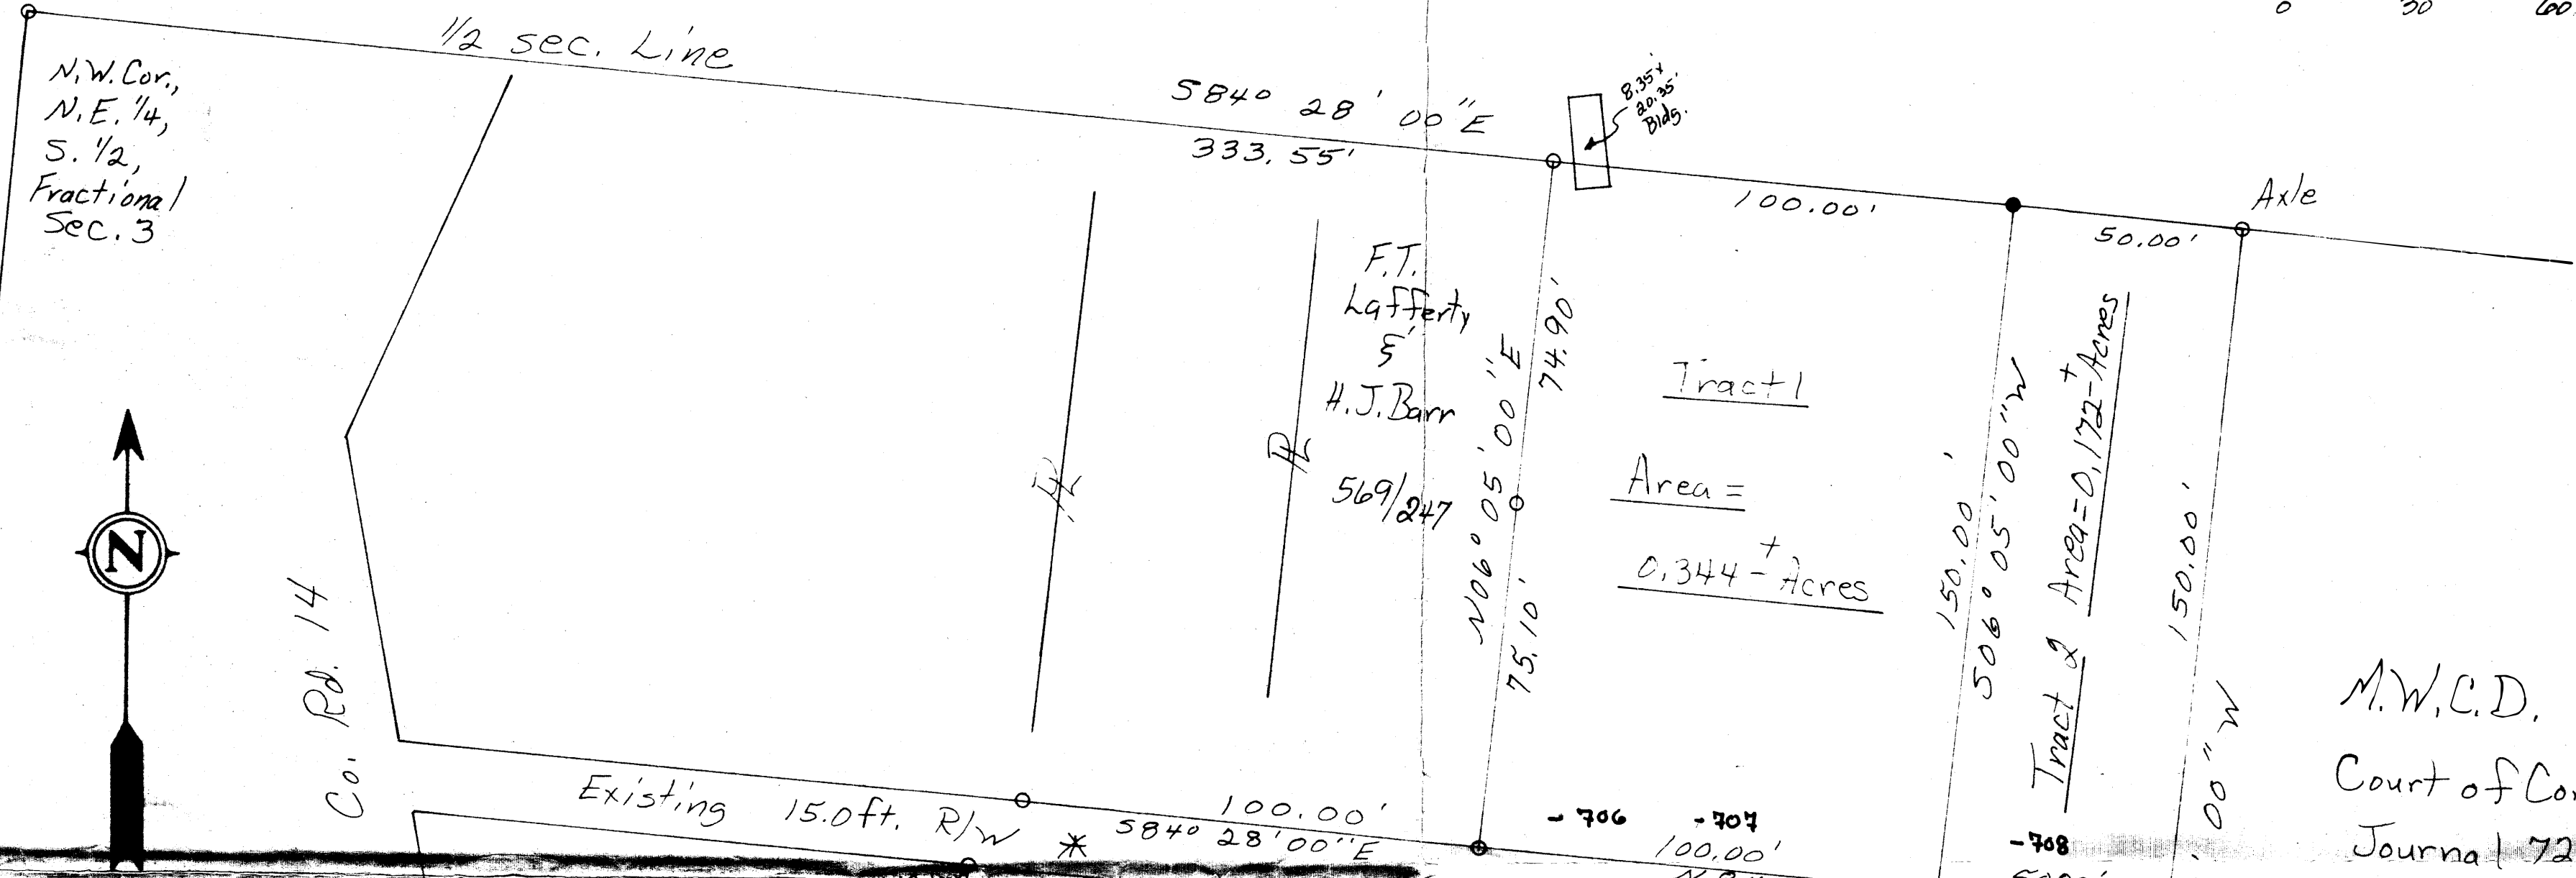 0 30 60
1/2 Sec. Line
N.W. Cor.,
N.E. 1/4,
S. 1/2,
Fractional
Sec. 3
S84° 28' 00" E
333.55'
8.35 x
20.35'
Bldg.
100.00'
Axle
50.00'
F.T.
Lafferty
&
H.J. Barr
569/247
N06° 05' 00" E
74.90'
75.10'
Tract 1
Area =
0.344 ± Acres
150.00'
S06° 05' 00" W
Tract 2 Area = 0.172 ± Acres
150.00'
00" W
PL
PL
N
Co. Rd. 14
Existing 15.0 ft. R/W *
100.00'
S84° 28' 00" E
-706 -707
100.00'
-708
M.W.C.D.
Court of Co
Journal 72